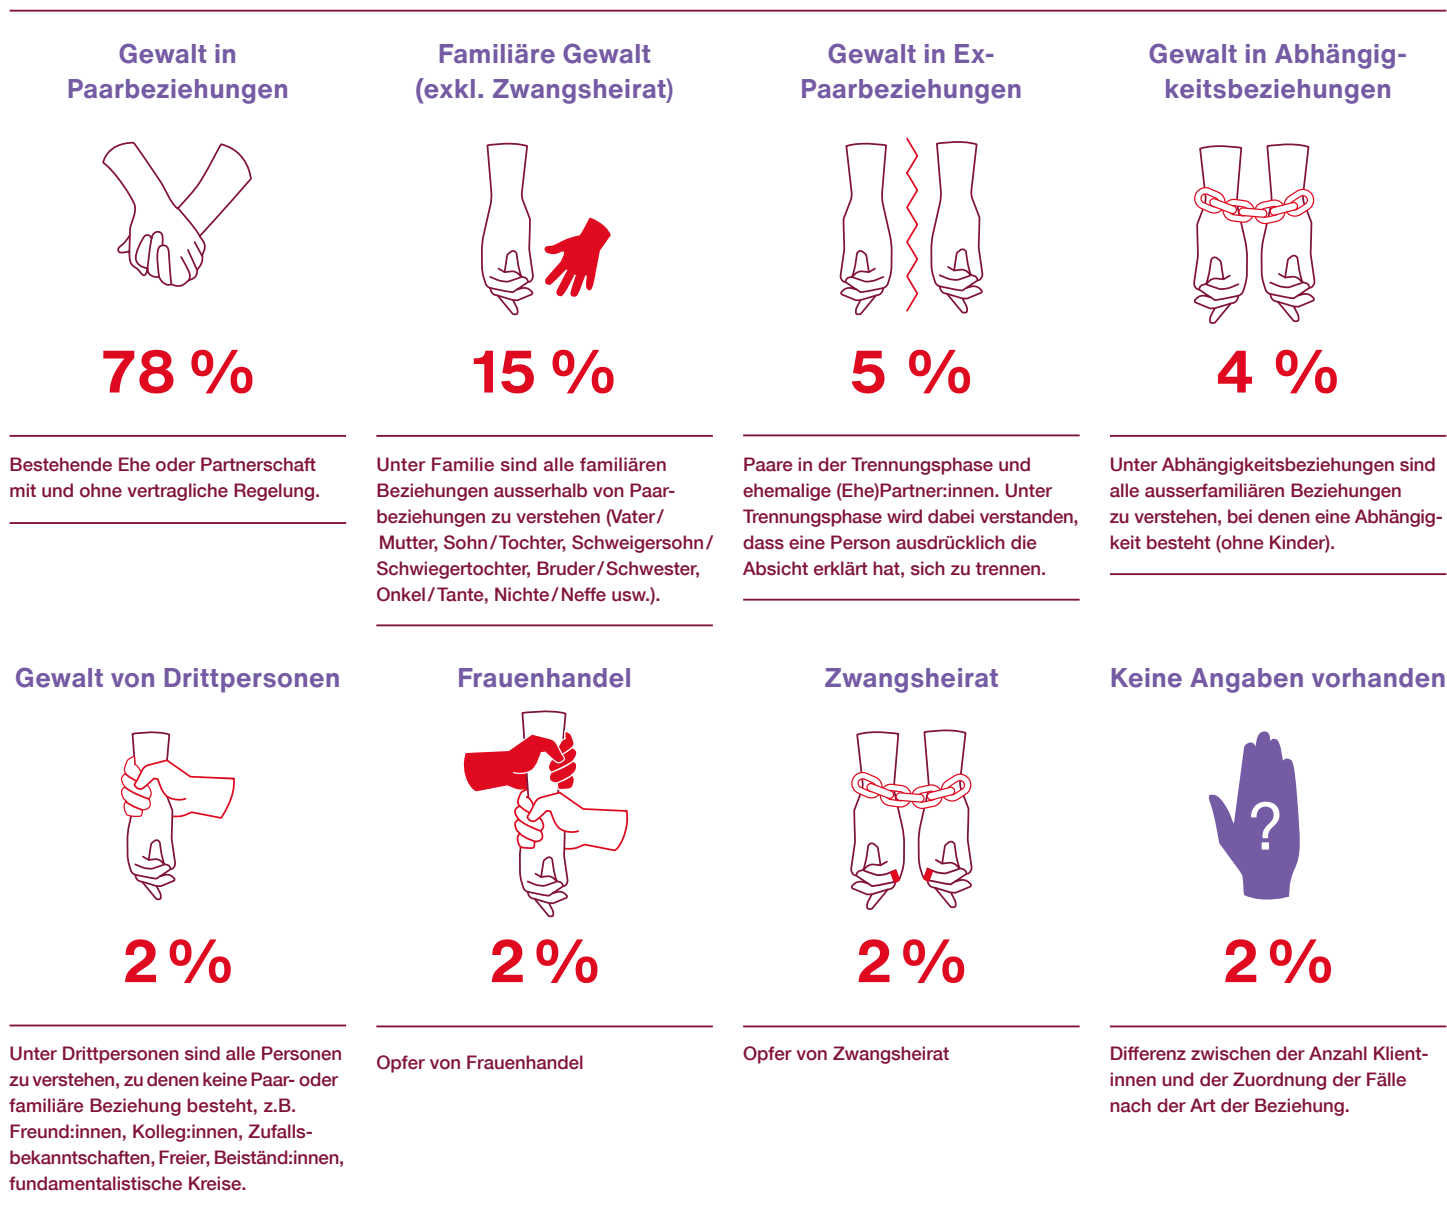 Gewalt in
Paarbeziehungen
78 %
Bestehende Ehe oder Partnerschaft
mit und ohne vertragliche Regelung.
Familiäre Gewalt
(exkl. Zwangsheirat)
15 %
Unter Familie sind alle familiären
Beziehungen ausserhalb von Paar-
beziehungen zu verstehen (Vater/
Mutter, Sohn/Tochter, Schweigersohn/
Schwiegertochter, Bruder/Schwester,
Onkel/Tante, Nichte/Neffe usw.).
Gewalt in Ex-
Paarbeziehungen
5 %
Paare in der Trennungsphase und
ehemalige (Ehe)Partner:innen. Unter
Trennungsphase wird dabei verstanden,
dass eine Person ausdrücklich die
Absicht erklärt hat, sich zu trennen.
Gewalt in Abhängig-
keitsbeziehungen
4 %
Unter Abhängigkeitsbeziehungen sind
alle ausserfamiliären Beziehungen
zu verstehen, bei denen eine Abhängig-
keit besteht (ohne Kinder).
Gewalt von Drittpersonen
2 %
Unter Drittpersonen sind alle Personen
zu verstehen, zu denen keine Paar- oder
familiäre Beziehung besteht, z.B.
Freund:innen, Kolleg:innen, Zufalls-
bekanntschaften, Freier, Beiständ:innen,
fundamentalistische Kreise.
Frauenhandel
2 %
Opfer von Frauenhandel
Zwangsheirat
2 %
Opfer von Zwangsheirat
Keine Angaben vorhanden
?
2 %
Differenz zwischen der Anzahl Klient-
innen und der Zuordnung der Fälle
nach der Art der Beziehung.